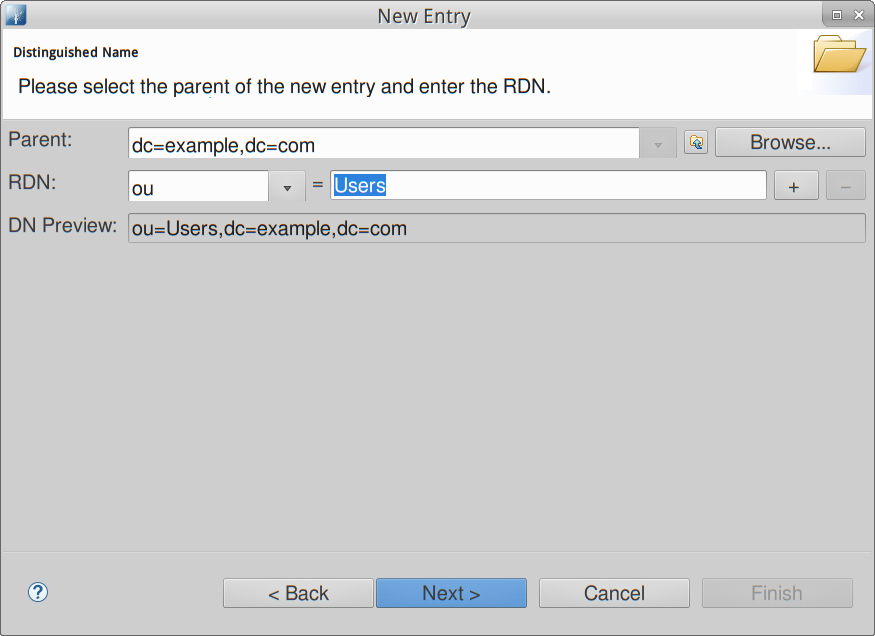 New Entry
Distinguished Name
Please select the parent of the new entry and enter the RDN.
Parent: dc=example,dc=com Browse...
RDN: ou = Users + −
DN Preview: ou=Users,dc=example,dc=com
? < Back Next > Cancel Finish